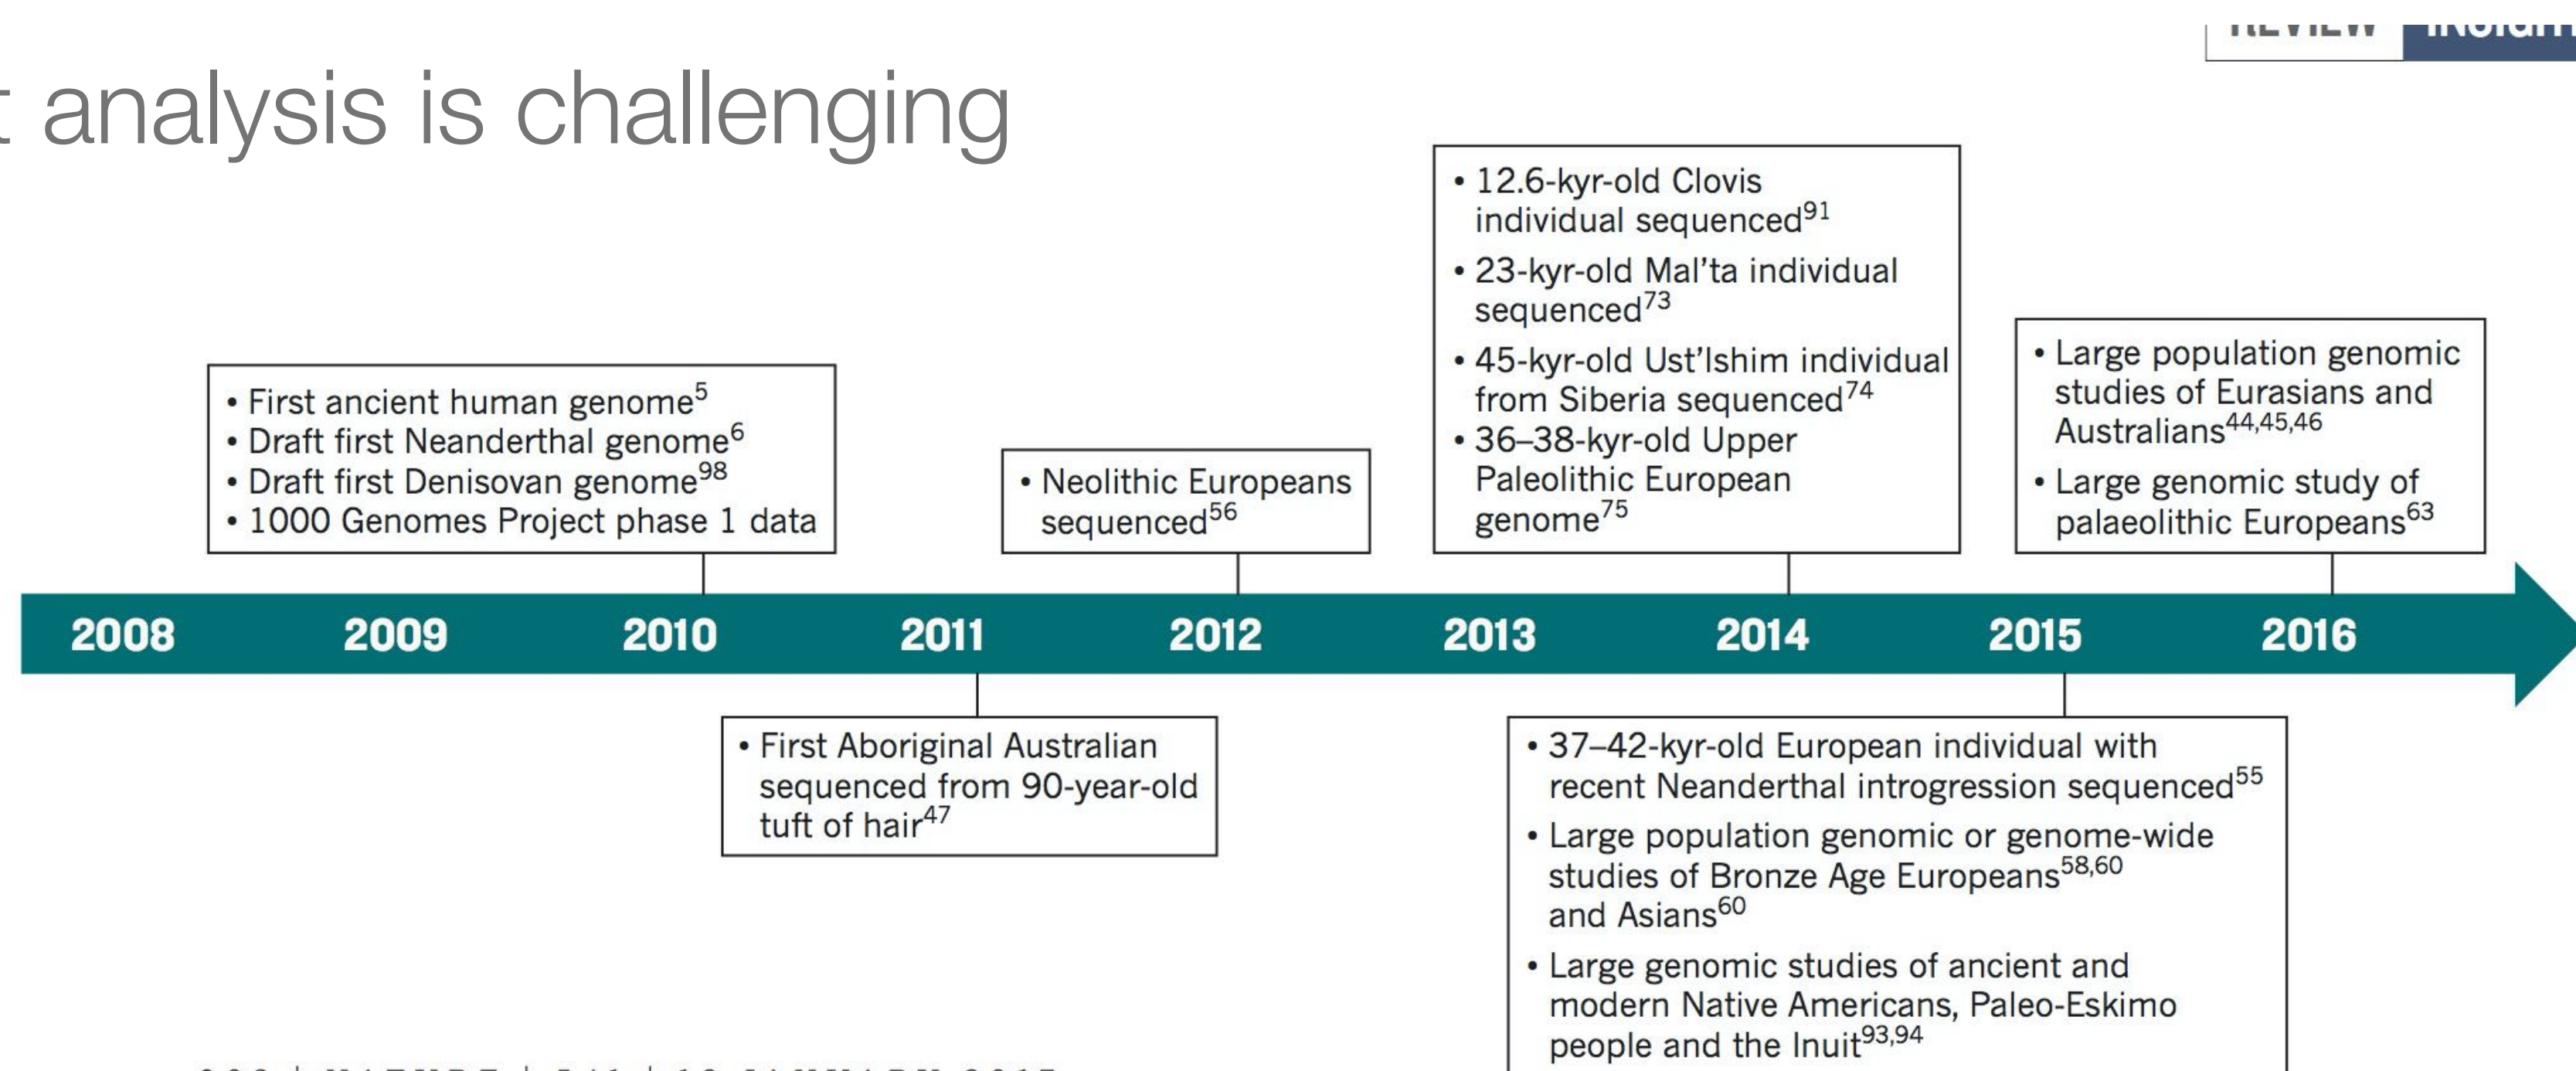 analysis is challenging
• First ancient human genome⁵
• Draft first Neanderthal genome⁶
• Draft first Denisovan genome⁹⁸
• 1000 Genomes Project phase 1 data
• Neolithic Europeans
sequenced⁵⁶
• 12.6-kyr-old Clovis
individual sequenced⁹¹
• 23-kyr-old Mal'ta individual
sequenced⁷³
• 45-kyr-old Ust'Ishim individual
from Siberia sequenced⁷⁴
• 36–38-kyr-old Upper
Paleolithic European
genome⁷⁵
• Large population genomic
studies of Eurasians and
Australians⁴⁴,⁴⁵,⁴⁶
• Large genomic study of
palaeolithic Europeans⁶³
2008 2009 2010 2011 2012 2013 2014 2015 2016
• First Aboriginal Australian
sequenced from 90-year-old
tuft of hair⁴⁷
• 37–42-kyr-old European individual with
recent Neanderthal introgression sequenced⁵⁵
• Large population genomic or genome-wide
studies of Bronze Age Europeans⁵⁸,⁶⁰
and Asians⁶⁰
• Large genomic studies of ancient and
modern Native Americans, Paleo-Eskimo
people and the Inuit⁹³,⁹⁴